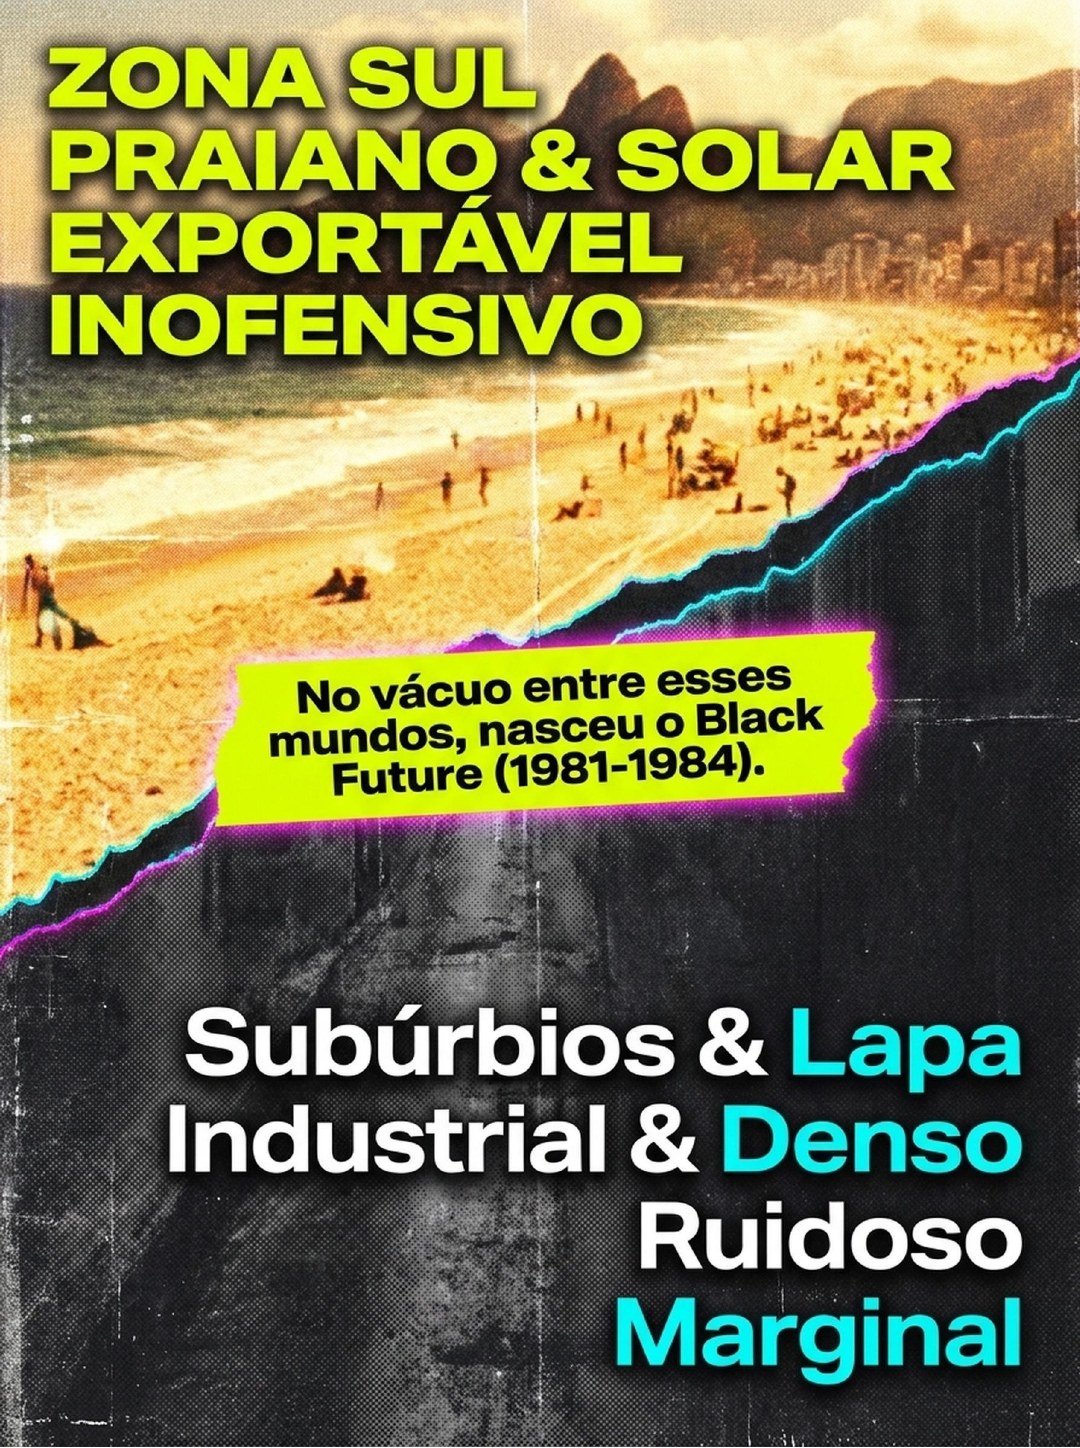 ZONA SUL
PRAIANO & SOLAR
EXPORTÁVEL
INOFENSIVO
No vácuo entre esses
mundos, nasceu o Black
Future (1981-1984).
Subúrbios & Lapa
Industrial & Denso
Ruidoso
Marginal